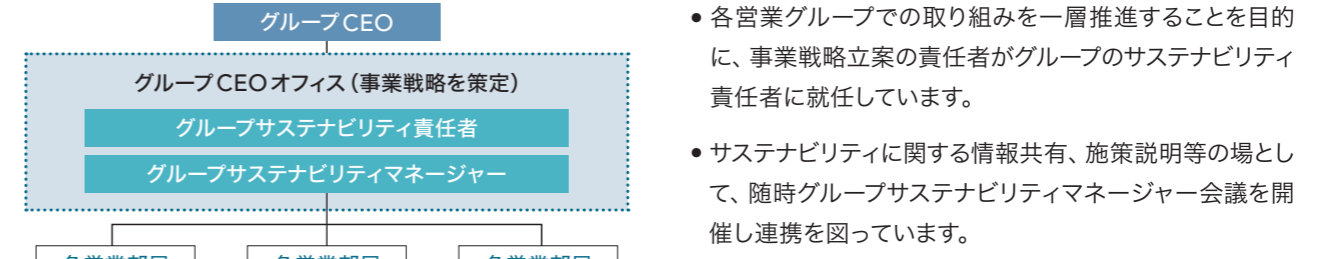 グループCEO
グループCEOオフィス（事業戦略を策定）
グループサステナビリティ責任者
グループサステナビリティマネージャー
● 各営業グループでの取り組みを一層推進することを目的
に、事業戦略立案の責任者がグループのサステナビリティ
責任者に就任しています。
● サステナビリティに関する情報共有、施策説明等の場とし
て、随時グループサステナビリティマネージャー会議を開
催し連携を図っています。